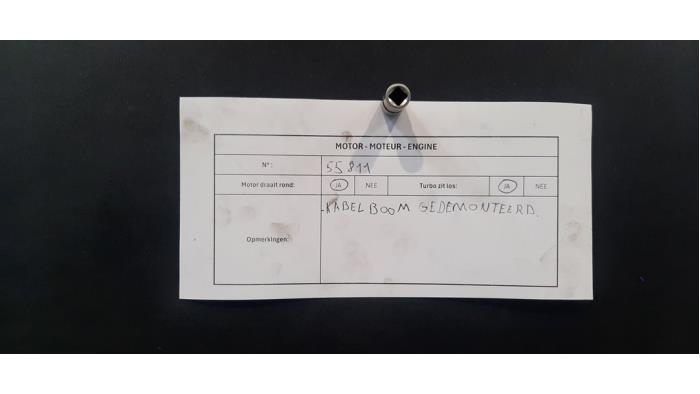 MOTOR - MOTEUR - ENGINE
N°: 55811
Motor draait rond: JA NEE Turbo zit los: JA NEE
Opmerkingen: -KABELBOOM GEDEMONTEERD.